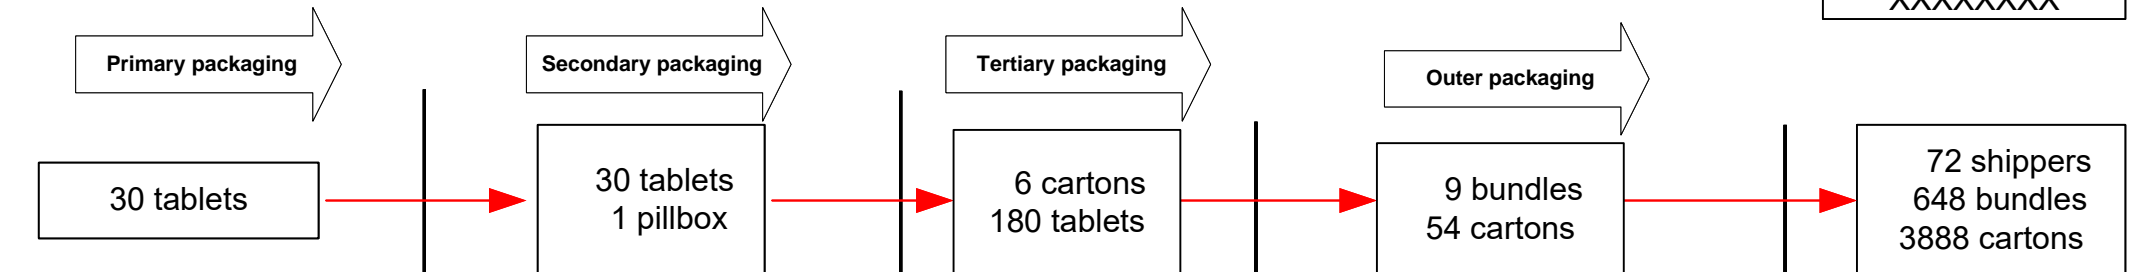 XXXXXXXX
Primary packaging
Secondary packaging
Tertiary packaging
Outer packaging
30 tablets
30 tablets
1 pillbox
6 cartons
180 tablets
9 bundles
54 cartons
72 shippers
648 bundles
3888 cartons